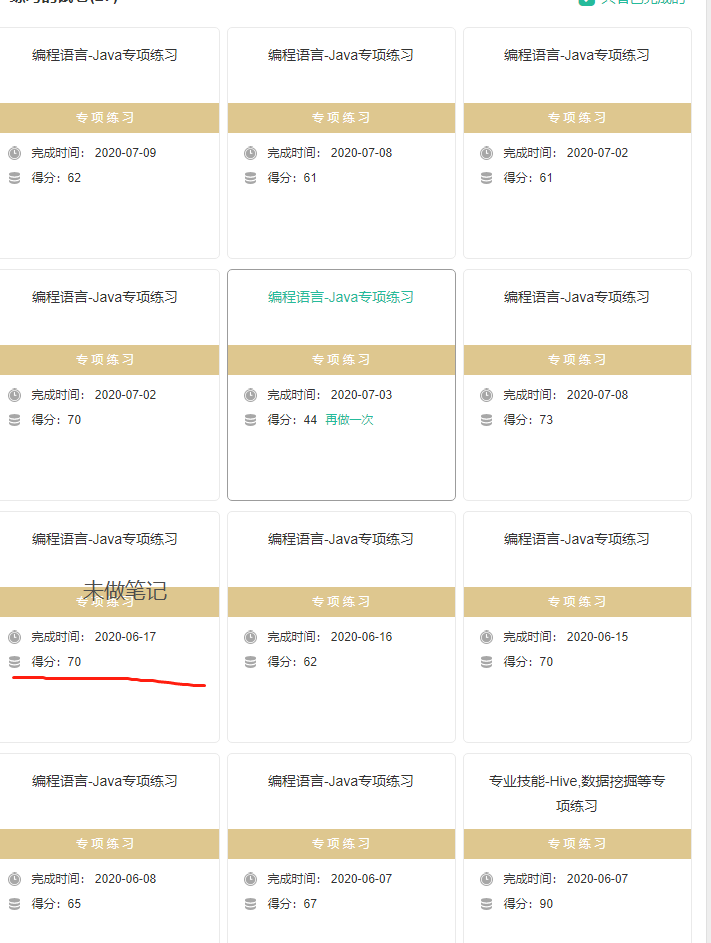 编程语言-Java专项练习
编程语言-Java专项练习
编程语言-Java专项练习
专项练习
专项练习
专项练习
完成时间： 2020-07-09
完成时间： 2020-07-08
完成时间： 2020-07-02
得分：62
得分：61
得分：61
编程语言-Java专项练习
编程语言-Java专项练习
编程语言-Java专项练习
专项练习
专项练习
专项练习
完成时间： 2020-07-02
完成时间： 2020-07-03
完成时间： 2020-07-08
得分：70
得分：44 再做一次
得分：73
编程语言-Java专项练习
编程语言-Java专项练习
编程语言-Java专项练习
未做笔记
专项练习
专项练习
专项练习
完成时间： 2020-06-17
完成时间： 2020-06-16
完成时间： 2020-06-15
得分：70
得分：62
得分：70
编程语言-Java专项练习
编程语言-Java专项练习
专业技能-Hive,数据挖掘等专
项练习
专项练习
专项练习
专项练习
完成时间： 2020-06-08
完成时间： 2020-06-07
完成时间： 2020-06-07
得分：65
得分：67
得分：90